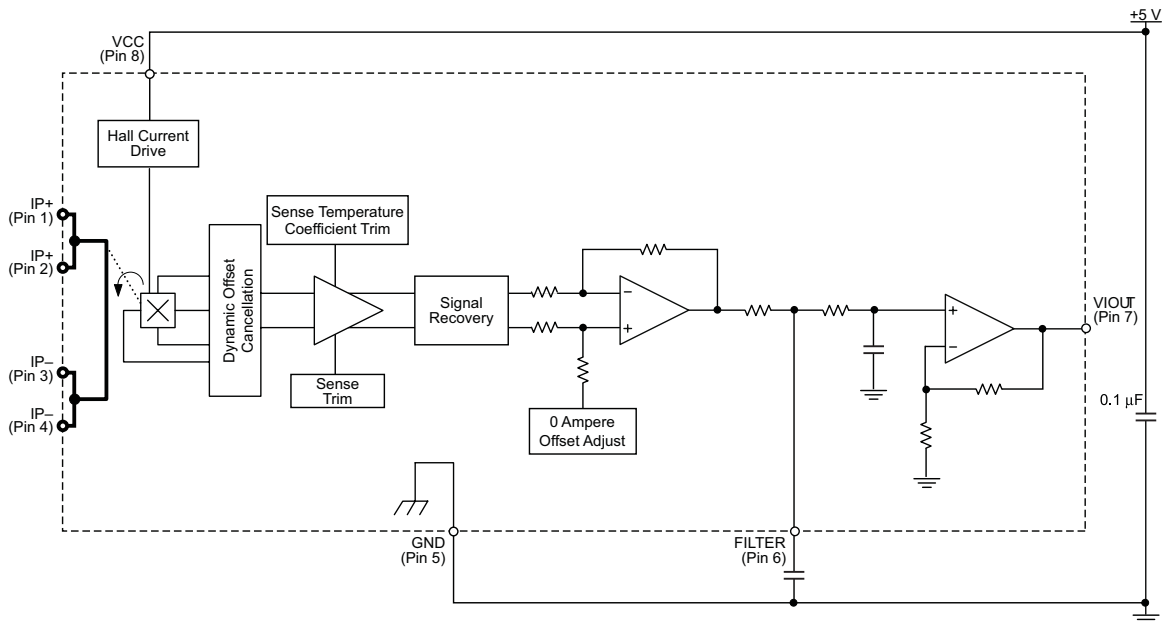 +5 V
VCC
(Pin 8)
Hall Current
Drive
IP+
(Pin 1)
IP+
(Pin 2)
IP−
(Pin 3)
IP−
(Pin 4)
Dynamic Offset
Cancellation
Sense Temperature
Coefficient Trim
Sense
Trim
Signal
Recovery
0 Ampere
Offset Adjust
−
+
+
−
VIOUT
(Pin 7)
0.1 μF
GND
(Pin 5)
FILTER
(Pin 6)